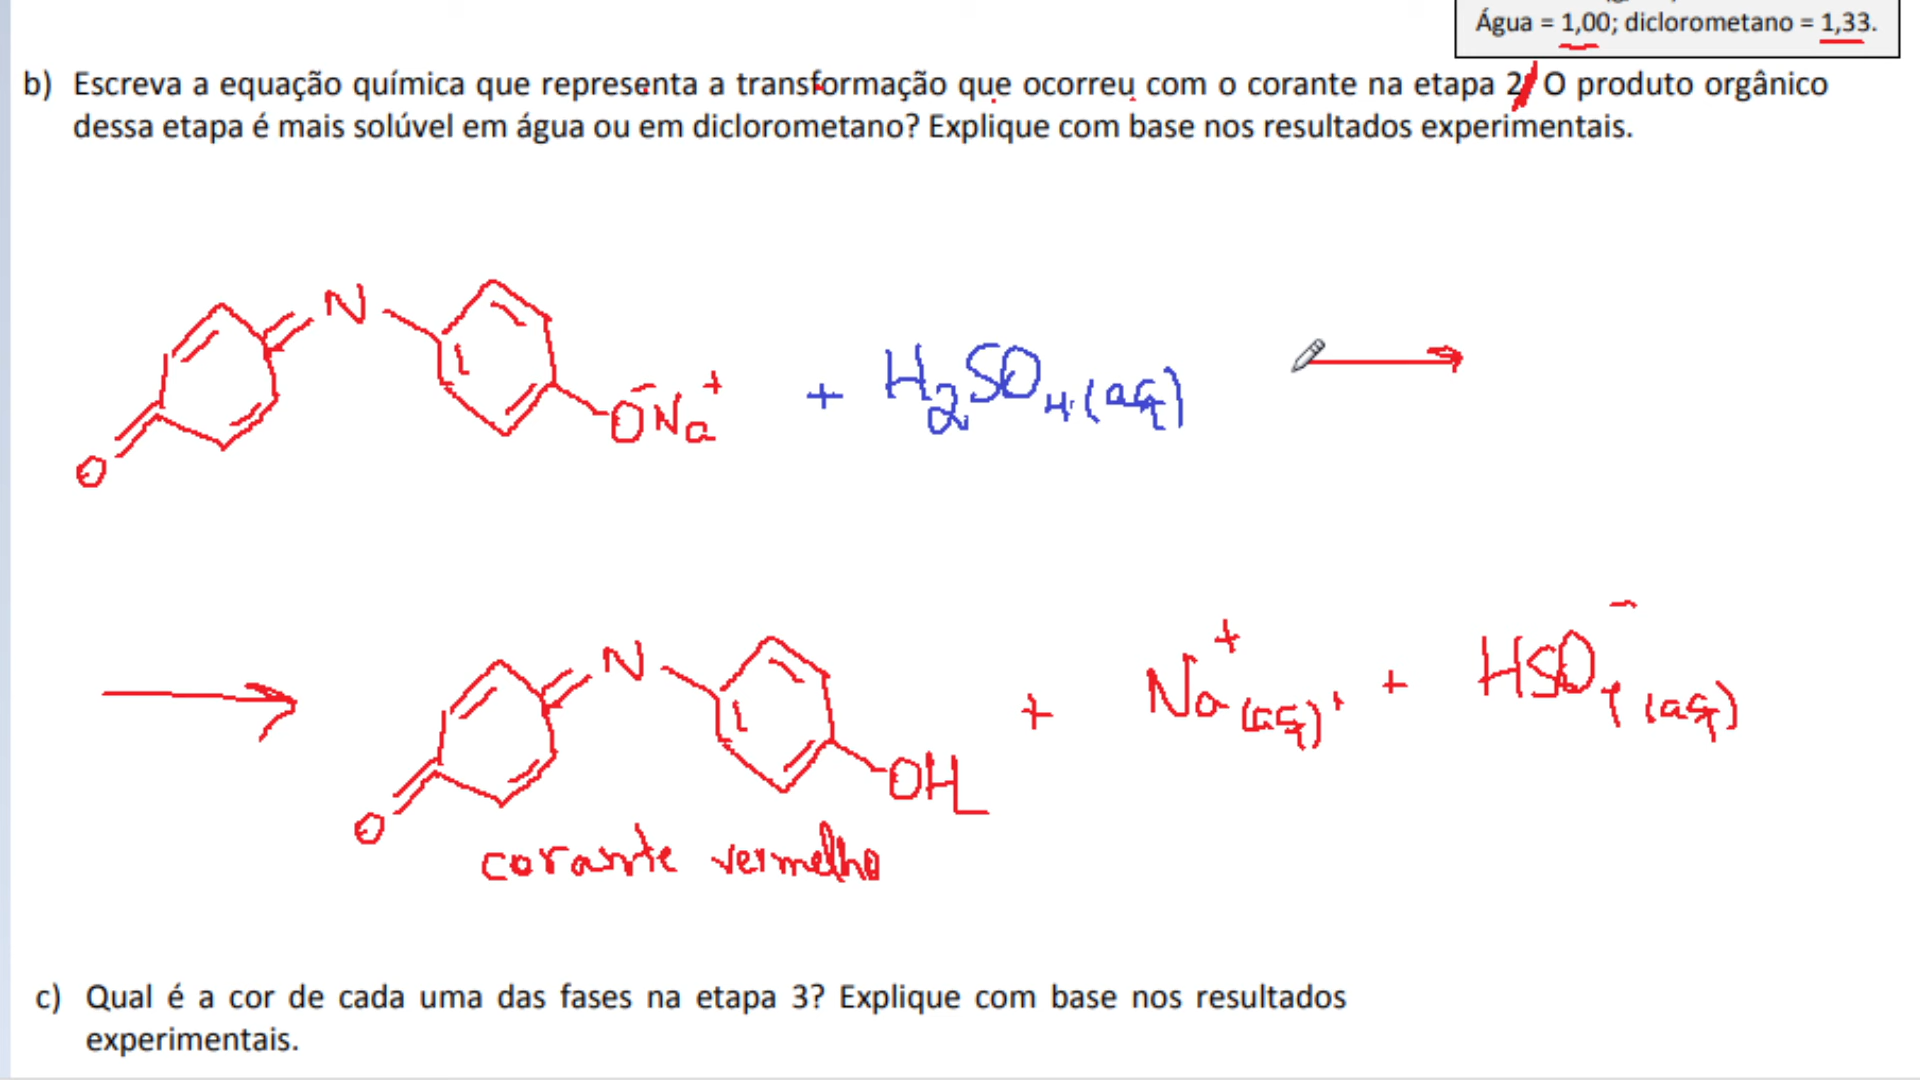 Água = 1,00; diclorometano = 1,33.
b) Escreva a equação química que representa a transformação que ocorreu com o corante na etapa 2. O produto orgânico
dessa etapa é mais solúvel em água ou em diclorometano? Explique com base nos resultados experimentais.
O N O⁻Na⁺ + H₂SO₄(aq) →
→ O N OH + Na⁺(aq) + HSO₄⁻(aq)
corante vermelho
c) Qual é a cor de cada uma das fases na etapa 3? Explique com base nos resultados
experimentais.